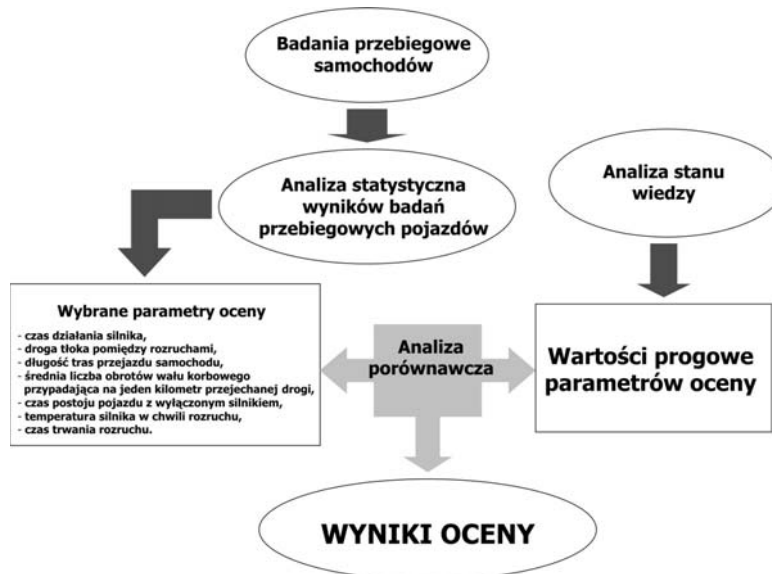 Badania przebiegowe
samochodów
Analiza statystyczna
wyników badań
przebiegowych pojazdów
Analiza stanu
wiedzy
Wybrane parametry oceny
- czas działania silnika,
- droga tłoka pomiędzy rozruchami,
- długość tras przejazdu samochodu,
- średnia liczba obrotów wału korbowego
przypadająca na jeden kilometr przejechanej drogi,
- czas postoju pojazdu z wyłączonym silnikiem,
- temperatura silnika w chwili rozruchu,
- czas trwania rozruchu.
Analiza
porównawcza
Wartości progowe
parametrów oceny
WYNIKI OCENY